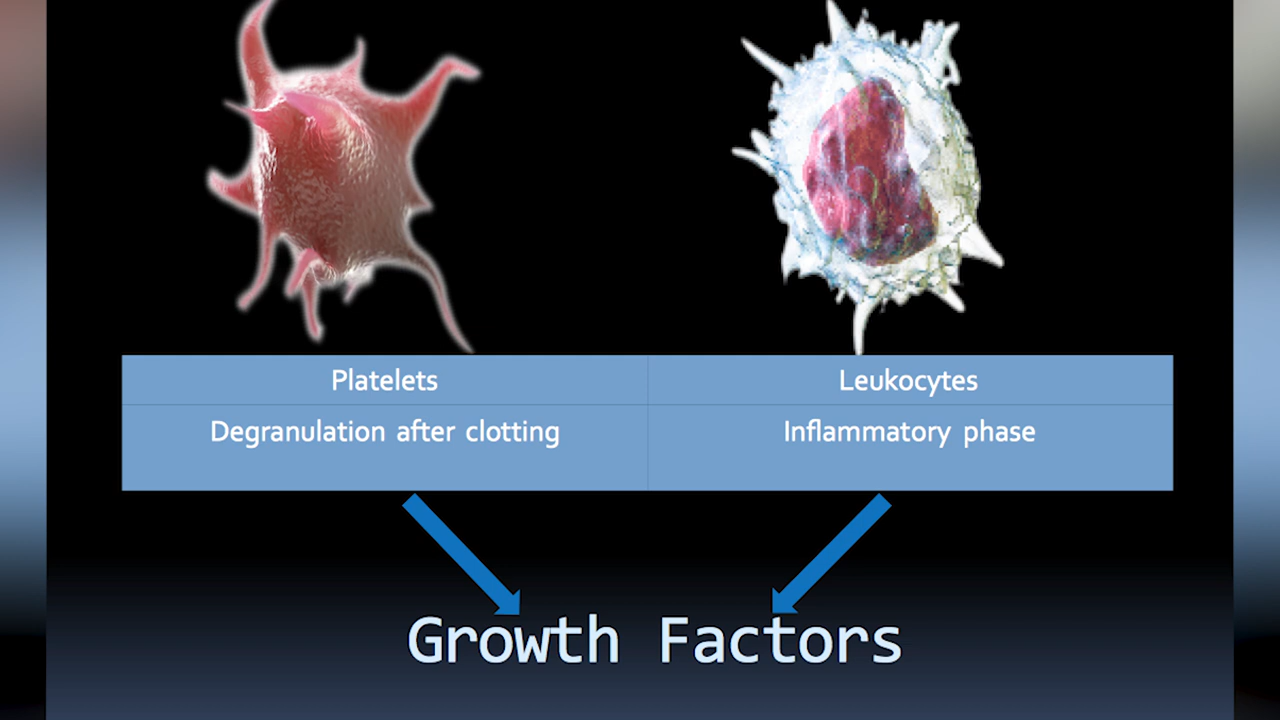 Platelets
Leukocytes
Degranulation after clotting
Inflammatory phase
Growth Factors